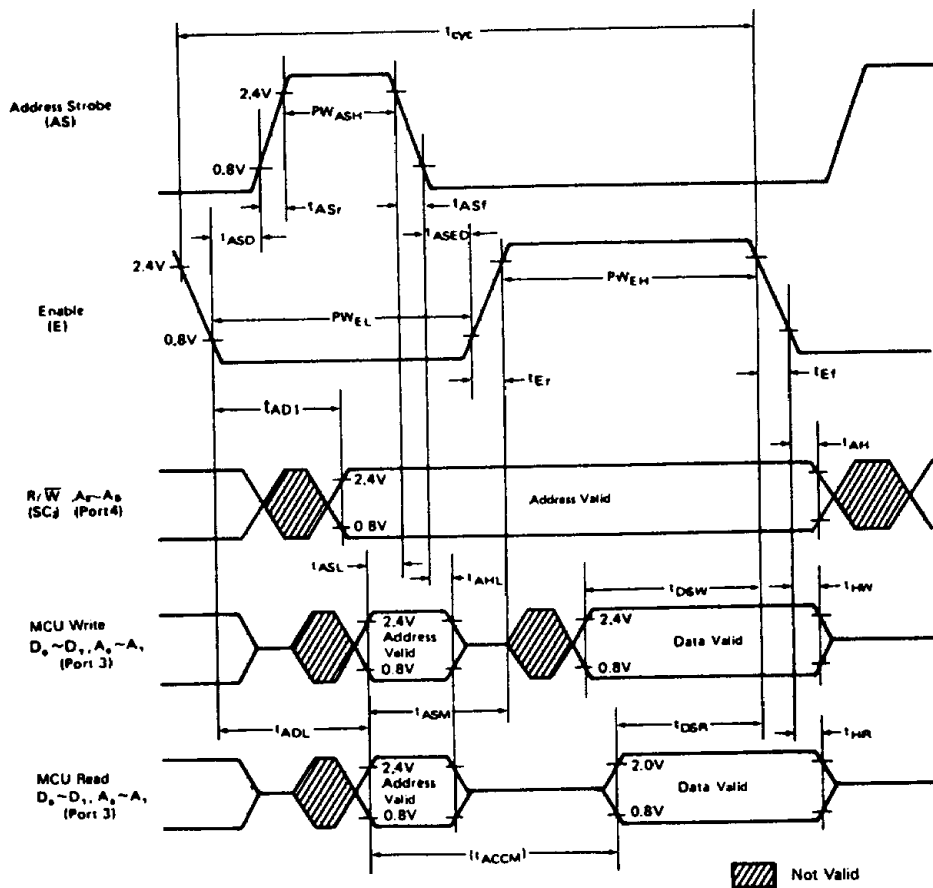 tcyc
Address Strobe
(AS)
2.4V
PWASH
0.8V
tASr
tASf
tASD
tASED
Enable
(E)
2.4V
PWEH
0.8V
PWEL
tEr
tEf
tAD1
tAH
R/W̅
(SC₂)
(Port 4)
2.4V
Address Valid
0.8V
tASL
tAHL
tDSW
tHW
MCU Write
D₀~D₇, A₀~A₇
(Port 3)
2.4V
Address
Valid
0.8V
2.4V
Data Valid
0.8V
tADL
tASM
tDSR
tHR
MCU Read
D₀~D₇, A₀~A₇
(Port 3)
2.4V
Address
Valid
0.8V
2.0V
Data Valid
0.8V
(tACCM)
Not Valid